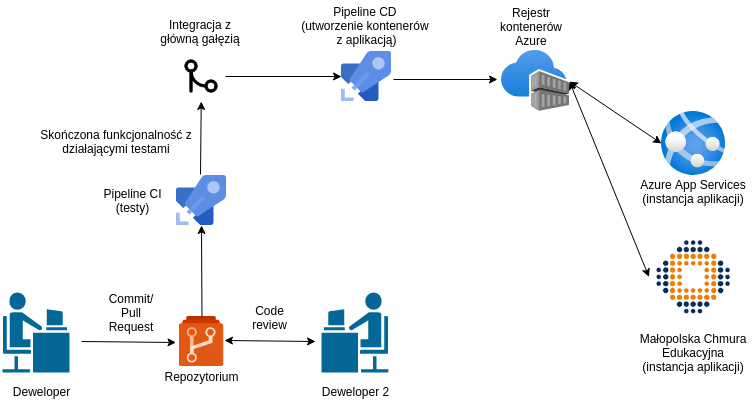 Integracja z
główną gałęzią
Pipeline CD
(utworzenie kontenerów
z aplikacją)
Rejestr
kontenerów
Azure
Skończona funkcjonalność z
działającymi testami
Pipeline CI
(testy)
Azure App Services
(instancja aplikacji)
Commit/
Pull
Request
Code
review
Małopolska Chmura
Edukacyjna
(instancja aplikacji)
Deweloper
Repozytorium
Deweloper 2